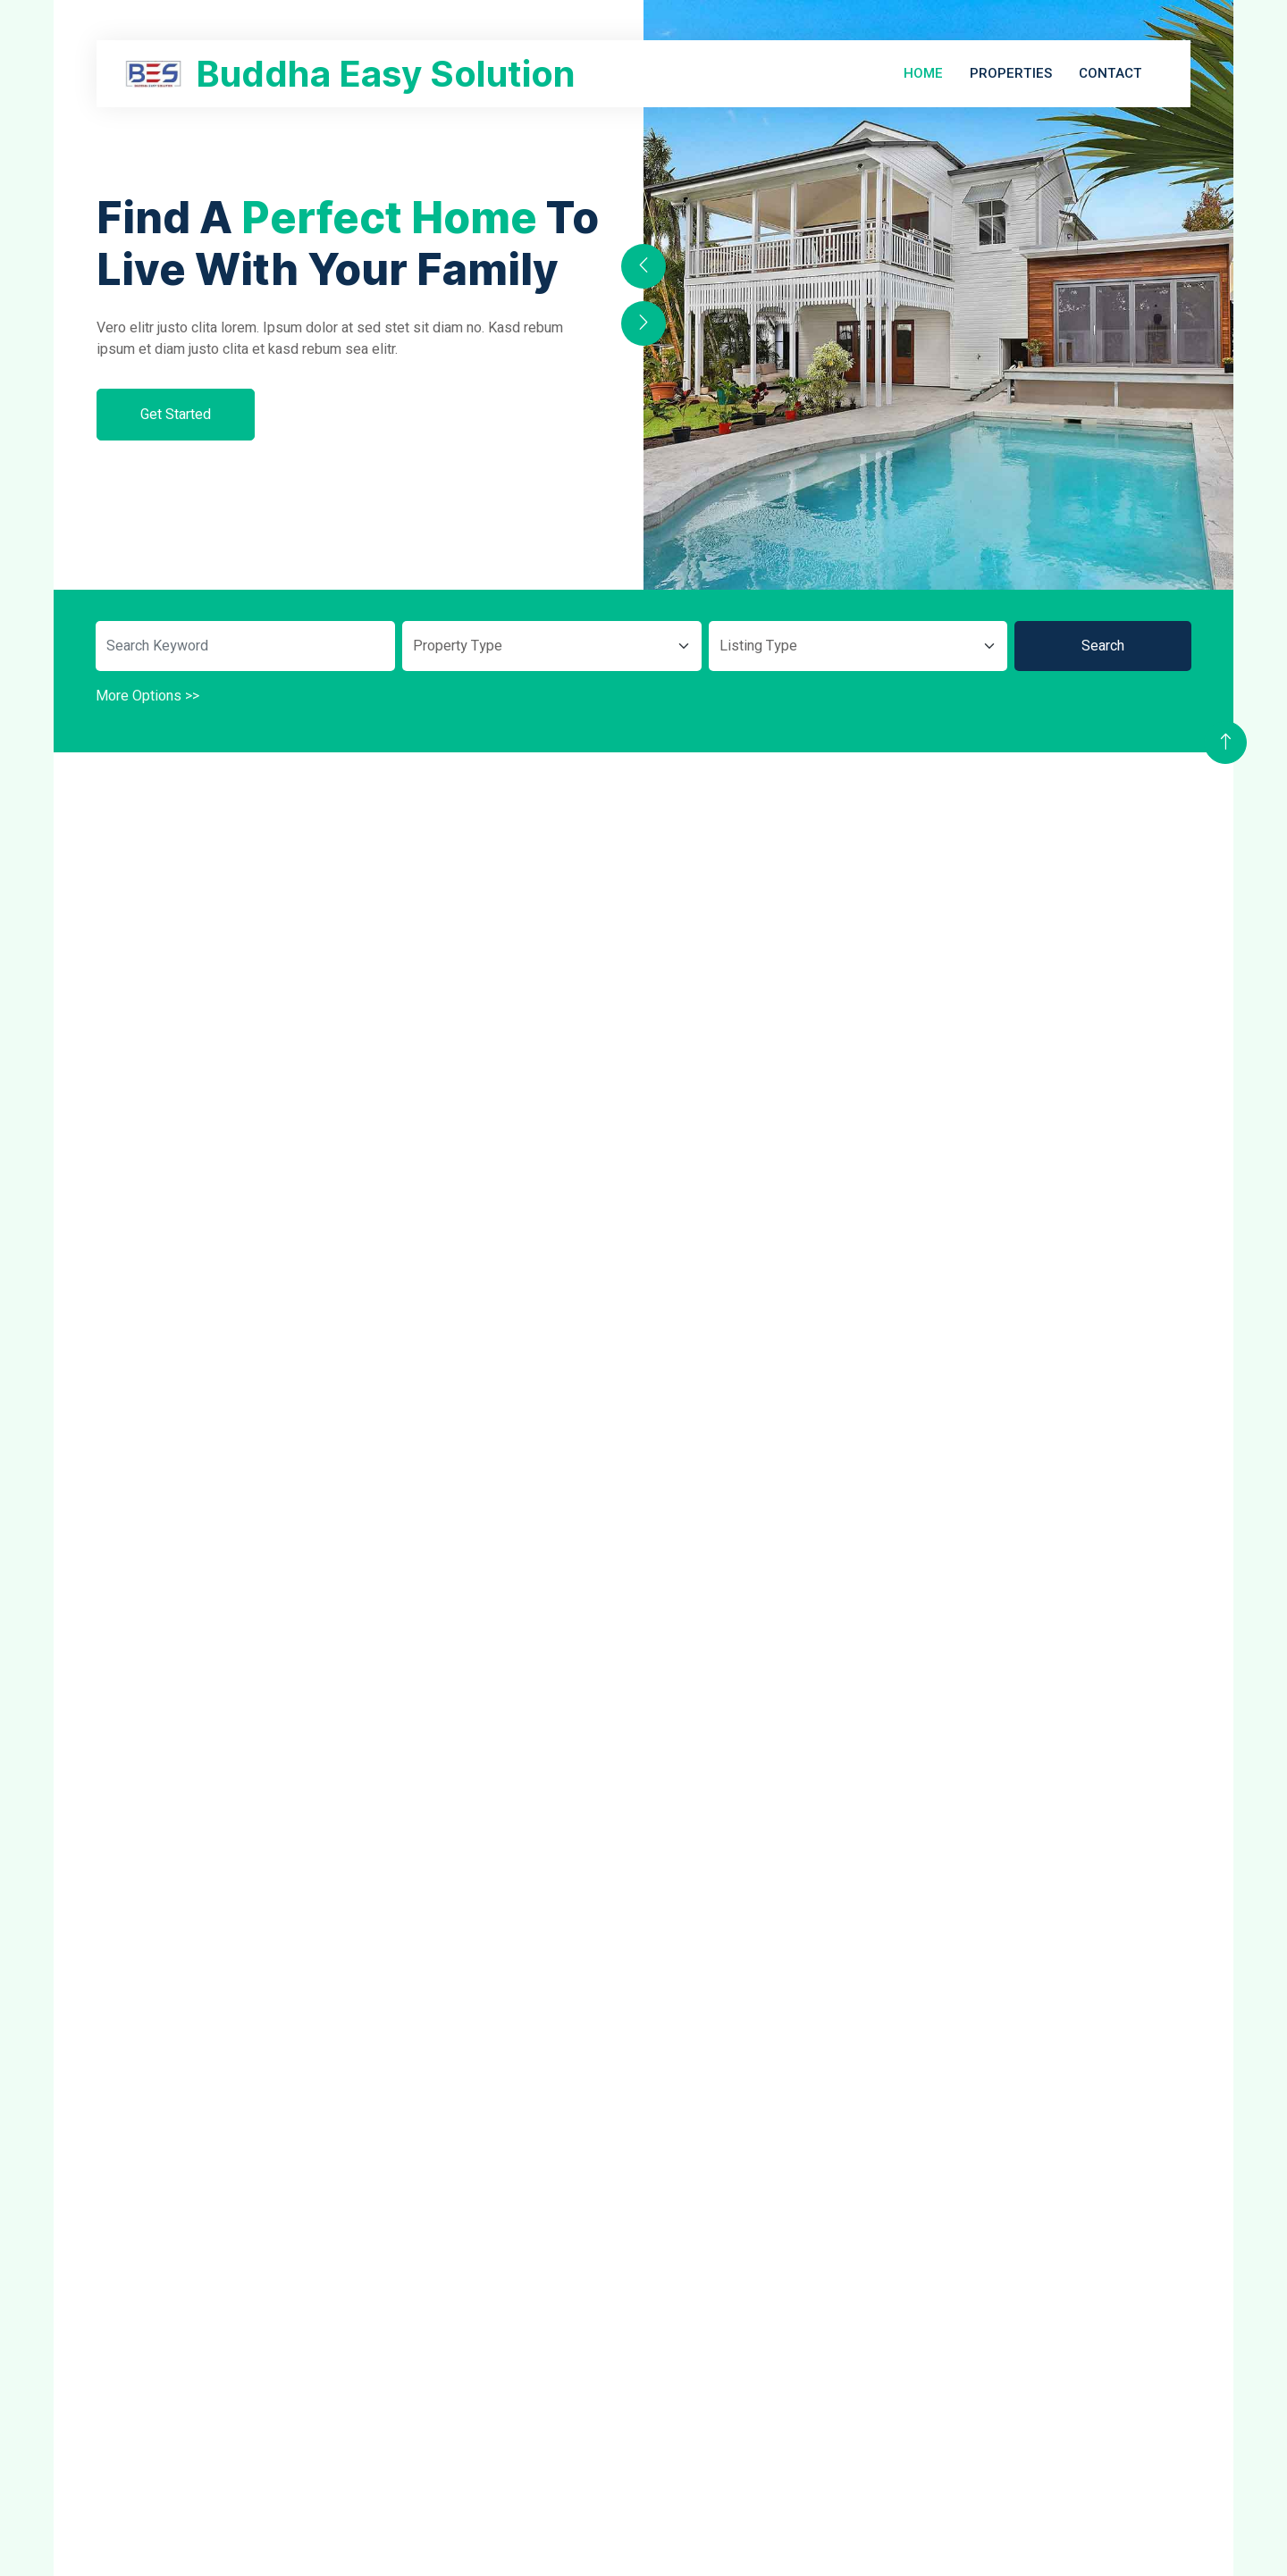 BES
Buddha Easy Solution
HOME PROPERTIES CONTACT
Find A Perfect Home To
Live With Your Family
Vero elitr justo clita lorem. Ipsum dolor at sed stet sit diam no. Kasd rebum
ipsum et diam justo clita et kasd rebum sea elitr.
Get Started
Search Keyword
Property Type
Listing Type
Search
More Options >>